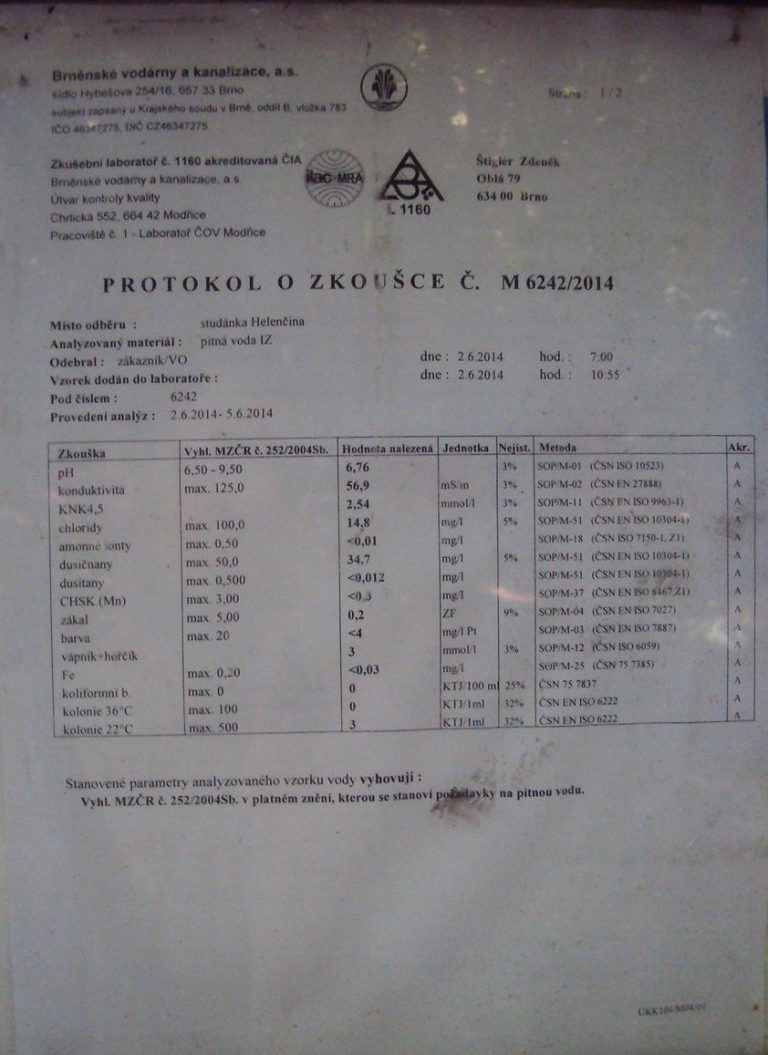 Brněnské vodárny a kanalizace, a.s.
sídlo Hybešova 254/16, 657 33 Brno
subjekt zapsaný u Krajského soudu v Brně, oddíl B, vložka 783
IČO 46347275, DIČ CZ46347275
Strana : 1 / 2
Zkušební laboratoř č. 1160 akreditovaná ČIA
Brněnské vodárny a kanalizace, a.s.
Útvar kontroly kvality
Chrlická 552, 664 42 Modřice
Pracoviště č. 1 - Laboratoř ČOV Modřice
ilac-MRA
L 1160
Štigler Zdeněk
Oblá 79
634 00 Brno
PROTOKOL O ZKOUŠCE Č. M 6242/2014
Místo odběru : studánka Helenčina
Analyzovaný materiál : pitná voda IZ
Odebral : zákazník/VO dne : 2.6.2014 hod. : 7:00
Vzorek dodán do laboratoře : dne : 2.6.2014 hod. : 10:55
Pod číslem : 6242
Provedení analýz : 2.6.2014- 5.6.2014
Zkouška Vyhl. MZČR č. 252/2004Sb. Hodnota nalezená Jednotka Nejist. Metoda Akr.
pH 6,50 - 9,50 6,76 3% SOP/M-01 (ČSN ISO 10523) A
konduktivita max. 125,0 56,9 mS/m 3% SOP/M-02 (ČSN EN 27888) A
KNK4,5 2,54 mmol/l 3% SOP/M-11 (ČSN EN ISO 9963-1) A
chloridy max. 100,0 14,8 mg/l 5% SOP/M-51 (ČSN EN ISO 10304-1) A
amonné ionty max. 0,50 <0,01 mg/l SOP/M-18 (ČSN ISO 7150-1, Z1) A
dusičnany max. 50,0 34,7 mg/l 5% SOP/M-51 (ČSN EN ISO 10304-1) A
dusitany max. 0,500 <0,012 mg/l SOP/M-51 (ČSN EN ISO 10304-1) A
CHSK (Mn) max. 3,00 mg/l SOP/M-37 (ČSN EN ISO 8467,Z1) A
zákal max. 5,00 0,2 ZF 9% SOP/M-04 (ČSN EN ISO 7027) A
barva max. 20 <4 mg/l Pt SOP/M-03 (ČSN EN ISO 7887) A
vápník+hořčík 3 mmol/l 3% SOP/M-12 (ČSN ISO 6059) A
Fe max. 0,20 <0,03 mg/l SOP/M-25 (ČSN 75 7385) A
koliformní b. max. 0 0 KTJ/100 ml 25% ČSN 75 7837 A
kolonie 36°C max. 100 0 KTJ/1ml 32% ČSN EN ISO 6222 A
kolonie 22°C max. 500 3 KTJ/1ml 32% ČSN EN ISO 6222 A
Stanovené parametry analyzovaného vzorku vody vyhovují :
Vyhl. MZČR č. 252/2004Sb. v platném znění, kterou se stanoví požadavky na pitnou vodu.